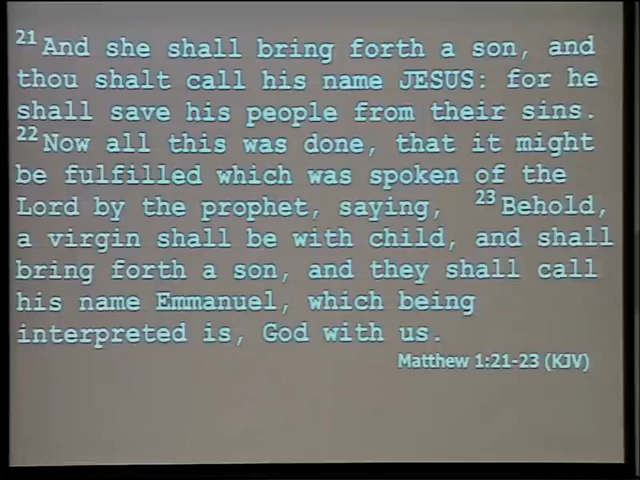 21 And she shall bring forth a son, and
thou shalt call his name JESUS: for he
shall save his people from their sins.
22 Now all this was done, that it might
be fulfilled which was spoken of the
Lord by the prophet, saying, 23 Behold,
a virgin shall be with child, and shall
bring forth a son, and they shall call
his name Emmanuel, which being
interpreted is, God with us.
Matthew 1:21-23 (KJV)